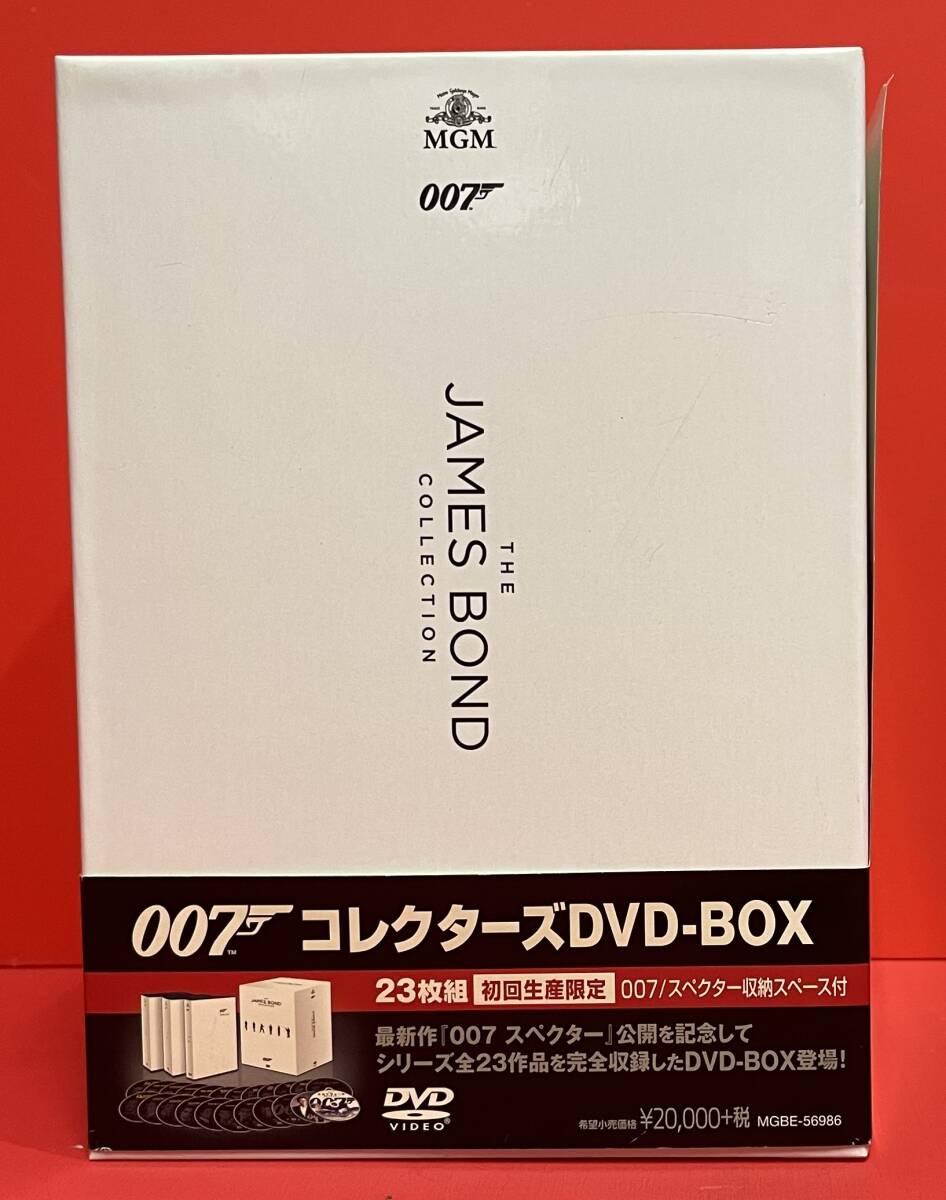 MGM
007
THE
JAMES BOND
COLLECTION
007 コレクターズDVD-BOX
TM
23枚組 初回生産限定 007/スペクター収納スペース付
JAMES BOND
007
最新作『007 スペクター』公開を記念して
シリーズ全23作品を完全収録したDVD-BOX登場!
DVD
VIDEO®
希望小売価格 ¥20,000+税 MGBE-56986